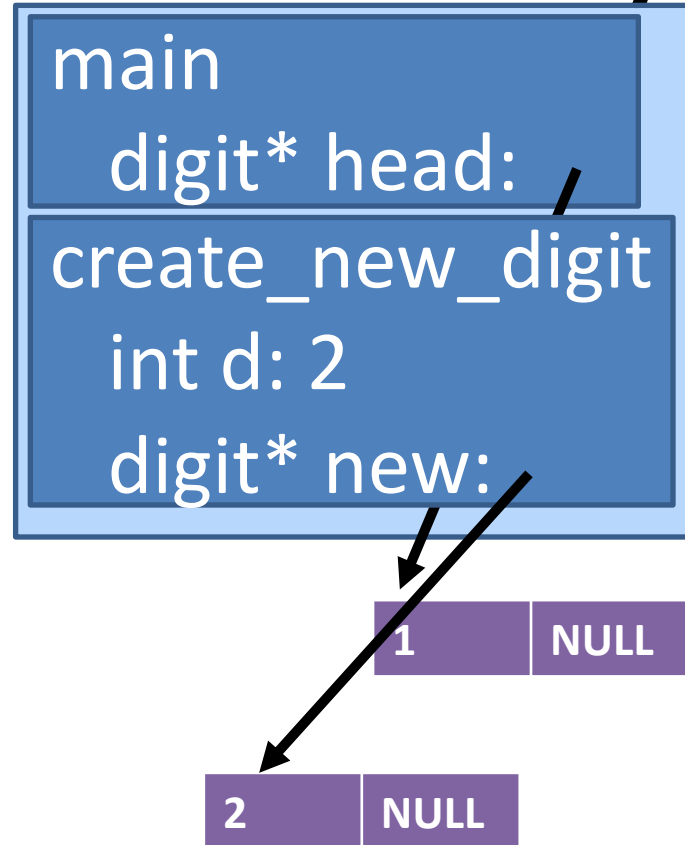 main
digit* head:
create_new_digit
int d: 2
digit* new:
1 NULL
2 NULL